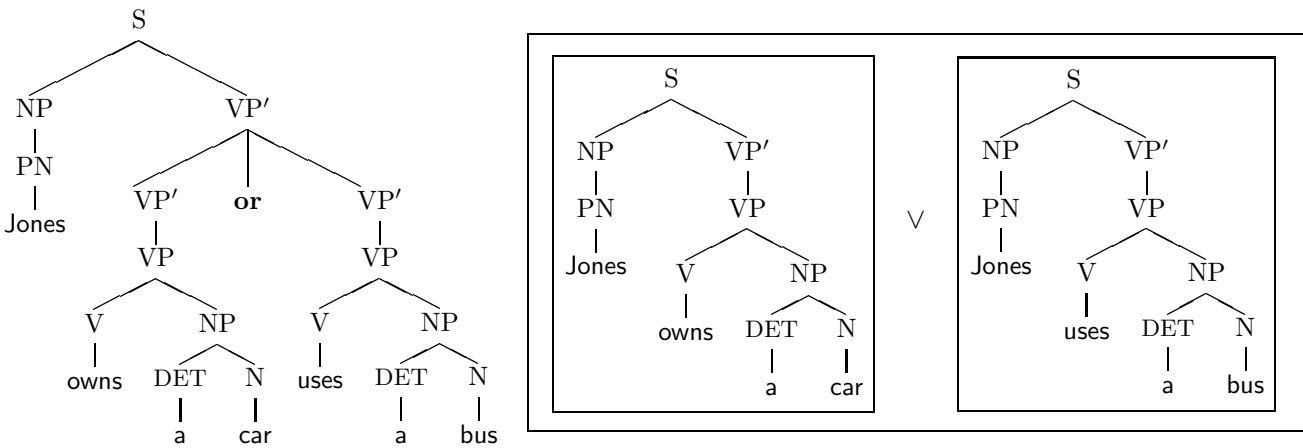 S
NP VP′
PN VP′ or VP′
Jones VP VP
V NP V NP
owns DET N uses DET N
a car a bus
S
NP VP′
PN VP
Jones V NP
owns DET N
a car
∨
S
NP VP′
PN VP
Jones V NP
uses DET N
a bus